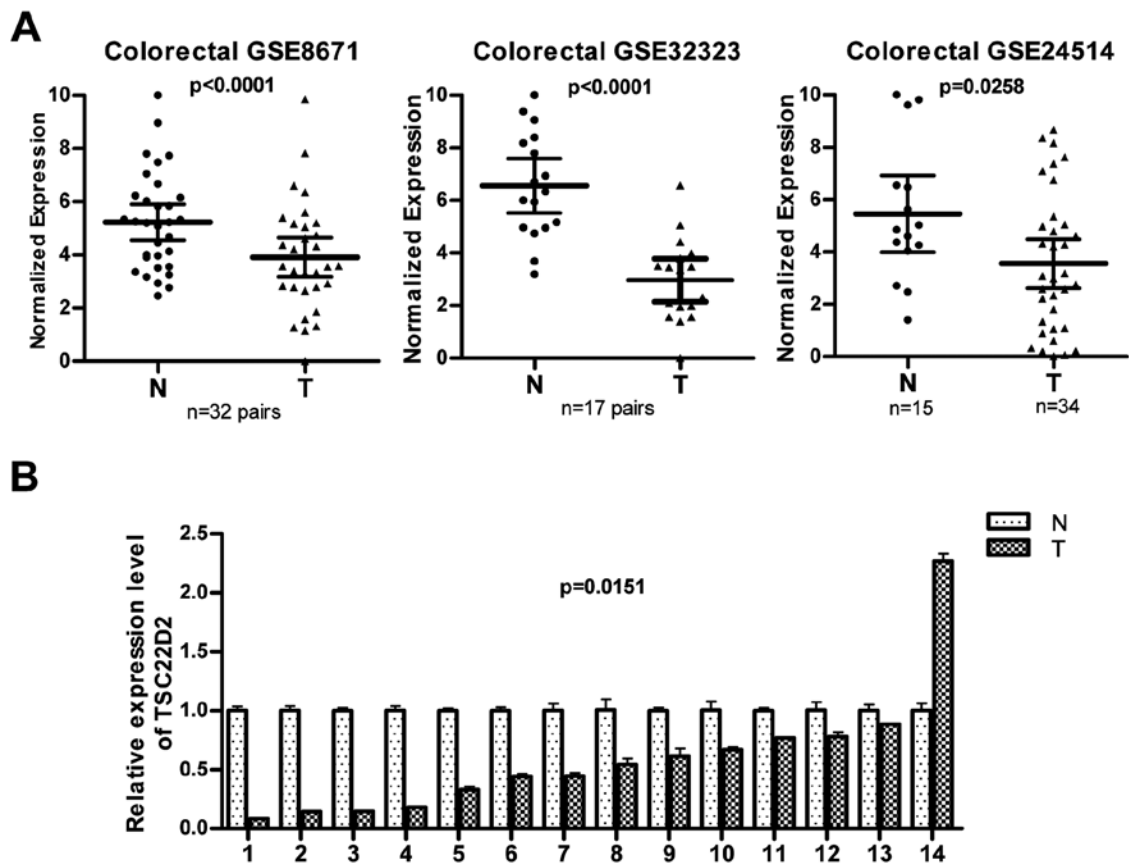 A
Colorectal GSE8671
p<0.0001
Normalized Expression
10
8
6
4
2
0
N
T
n=32 pairs
Colorectal GSE32323
p<0.0001
Normalized Expression
10
8
6
4
2
0
N
T
n=17 pairs
Colorectal GSE24514
p=0.0258
Normalized Expression
10
8
6
4
2
0
N
T
n=15
n=34
B
Relative expression level
of TSC22D2
2.5
2.0
1.5
1.0
0.5
0.0
p=0.0151
N
T
1 2 3 4 5 6 7 8 9 10 11 12 13 14